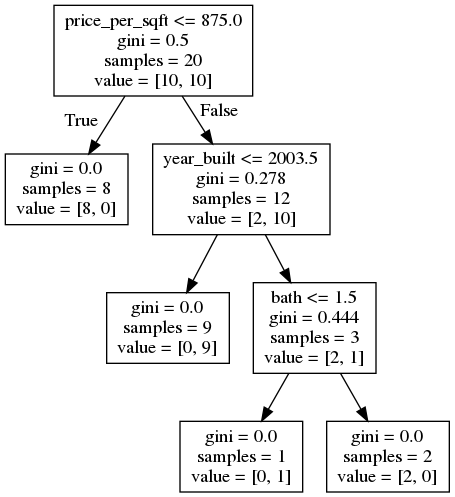 price_per_sqft <= 875.0
gini = 0.5
samples = 20
value = [10, 10]
True
False
gini = 0.0
samples = 8
value = [8, 0]
year_built <= 2003.5
gini = 0.278
samples = 12
value = [2, 10]
gini = 0.0
samples = 9
value = [0, 9]
bath <= 1.5
gini = 0.444
samples = 3
value = [2, 1]
gini = 0.0
samples = 1
value = [0, 1]
gini = 0.0
samples = 2
value = [2, 0]